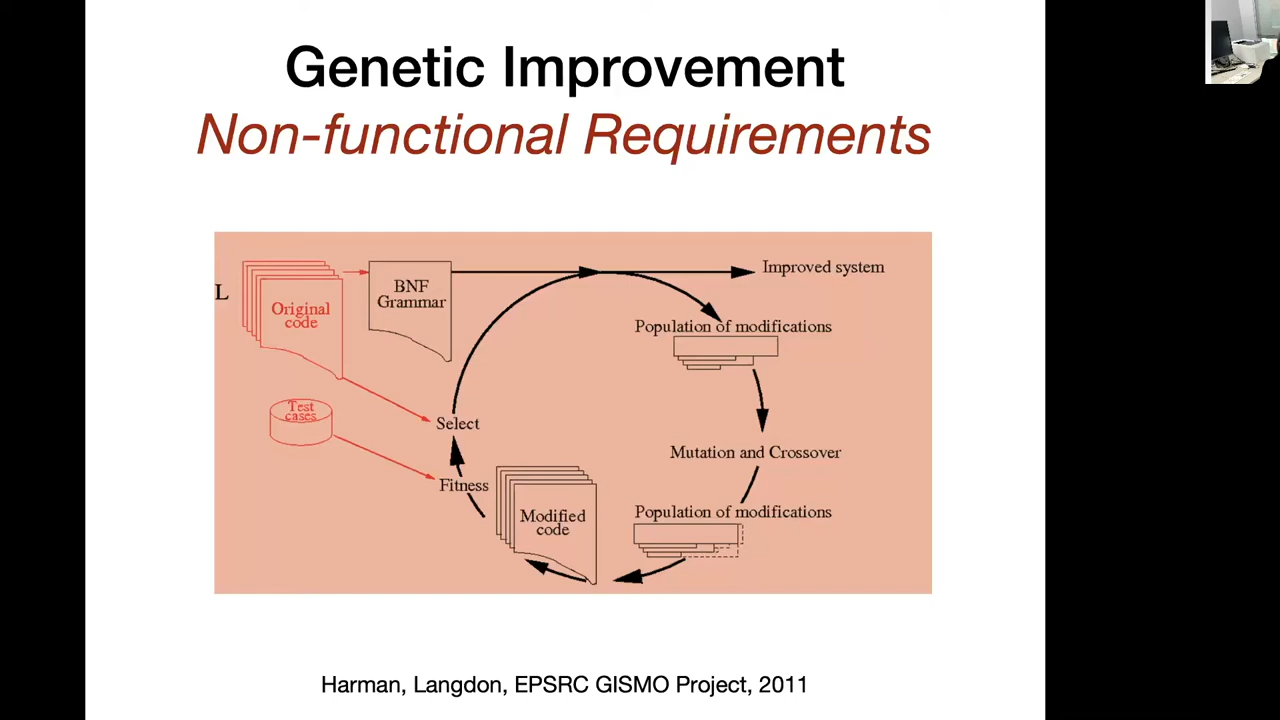 Genetic Improvement
Non-functional Requirements
L
Original
code
BNF
Grammar
Improved system
Population of modifications
Test
cases
Select
Mutation and Crossover
Fitness
Population of modifications
Modified
code
Harman, Langdon, EPSRC GISMO Project, 2011